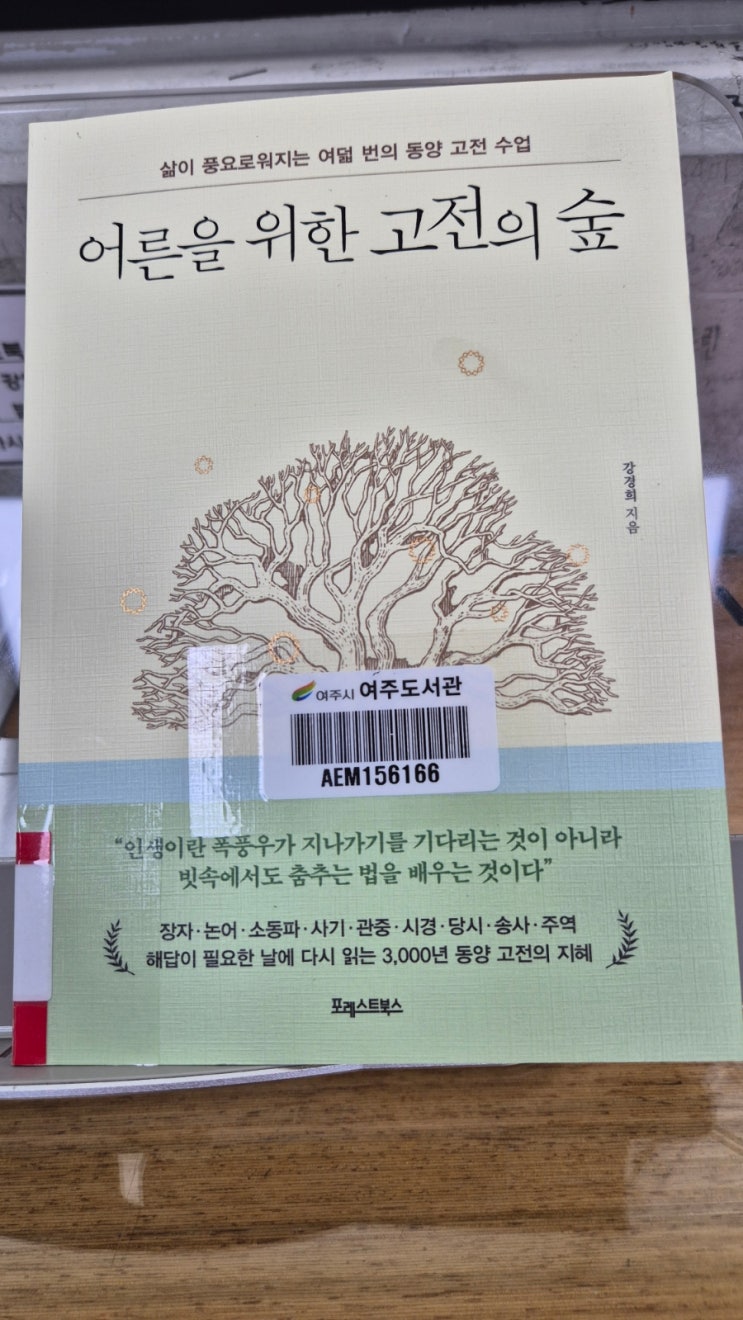 삶이 풍요로워지는 여덟 번의 동양 고전 수업
어른을 위한 고전의 숲
강경희 지음
여주시 여주도서관
AEM156166
“인생이란 폭풍우가 지나가기를 기다리는 것이 아니라
빗속에서도 춤추는 법을 배우는 것이다”
장자·논어·소동파·사기·관중·시경·당시·송사·주역
해답이 필요한 날에 다시 읽는 3,000년 동양 고전의 지혜
포레스트북스